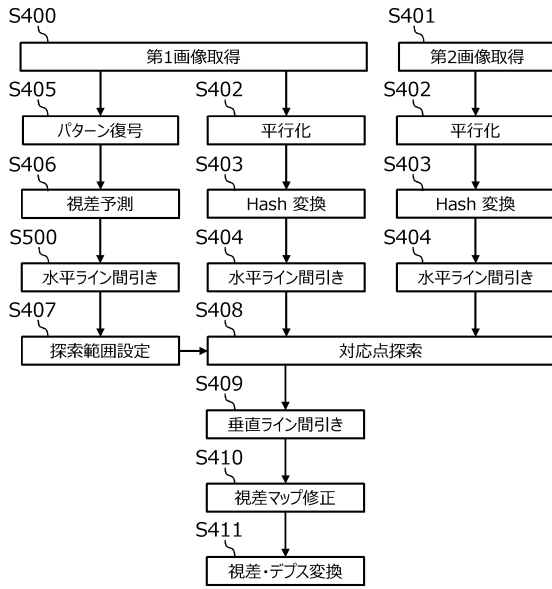 S400
S401
第1画像取得
第2画像取得
S405
S402
S402
パターン復号
平行化
平行化
S406
S403
S403
視差予測
Hash 変換
Hash 変換
S500
S404
S404
水平ライン間引き
水平ライン間引き
水平ライン間引き
S407
S408
探索範囲設定
対応点探索
S409
垂直ライン間引き
S410
視差マップ修正
S411
視差・デプス変換